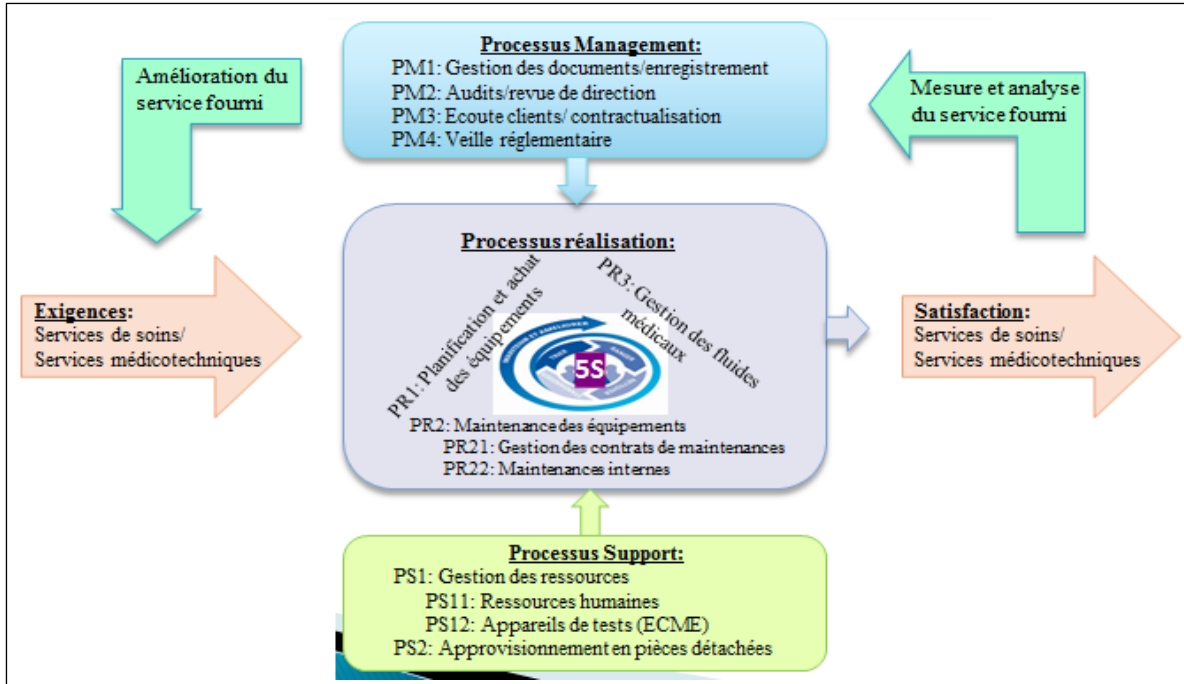 Processus Management:
PM1: Gestion des documents/enregistrement
PM2: Audits/revue de direction
PM3: Ecoute clients/ contractualisation
PM4: Veille réglementaire
Amélioration du
service fourni
Mesure et analyse
du service fourni
Exigences:
Services de soins/
Services médicotechniques
Processus réalisation:
PR1: Planification et achat
des équipements
PR3: Gestion des fluides
médicaux
5S
PR2: Maintenance des équipements
PR21: Gestion des contrats de maintenances
PR22: Maintenances internes
Satisfaction:
Services de soins/
Services médicotechniques
Processus Support:
PS1: Gestion des ressources
PS11: Ressources humaines
PS12: Appareils de tests (ECME)
PS2: Approvisionnement en pièces détachées